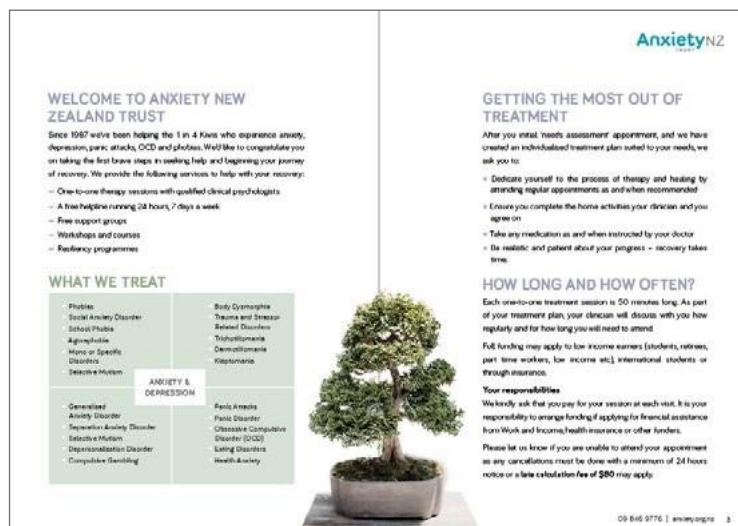 AnxietyNZ
TRUST
WELCOME TO ANXIETY NEW
ZEALAND TRUST
Since 1987 we've been helping the 1 in 4 Kiwis who experience anxiety,
depression, panic attacks, OCD and phobias. We'd like to congratulate you
on taking the first brave steps in seeking help and beginning your journey
of recovery. We provide the following services to help with your recovery:
– One-to-one therapy sessions with qualified clinical psychologists
– A free helpline running 24 hours, 7 days a week
– Free support groups
– Workshops and courses
– Resiliency programmes
WHAT WE TREAT
Phobias
Social Anxiety Disorder
School Phobia
Agoraphobia
Mono or Specific
Disorders
Selective Mutism
Body Dysmorphia
Trauma and Stressor
Related Disorders
Trichotillomania
Dermotillomania
Kleptomania
ANXIETY &
DEPRESSION
Generalised
Anxiety Disorder
Separation Anxiety Disorder
Selective Mutism
Depersonalisation Disorder
Compulsive Gambling
Panic Attacks
Panic Disorder
Obsessive Compulsive
Disorder (OCD)
Eating Disorders
Health Anxiety
GETTING THE MOST OUT OF
TREATMENT
After you initial 'needs assessment' appointment, and we have
created an individualised treatment plan suited to your needs, we
ask you to:
+ Dedicate yourself to the process of therapy and healing by
attending regular appointments as and when recommended
+ Ensure you complete the home activities your clinician and you
agree on
+ Take any medication as and when instructed by your doctor
+ Be realistic and patient about your progress – recovery takes
time.
HOW LONG AND HOW OFTEN?
Each one-to-one treatment session is 50 minutes long. As part
of your treatment plan, your clinician will discuss with you how
regularly and for how long you will need to attend.
Full funding may apply to low income earners (students, retirees,
part time workers, low income etc), international students or
through insurance.
Your responsibilities
We kindly ask that you pay for your session at each visit. It is your
responsibility to arrange funding if applying for financial assistance
from Work and Income, health insurance or other funders.
Please let us know if you are unable to attend your appointment
as any cancellations must be done with a minimum of 24 hours
notice or a late calculation fee of $80 may apply.
09 846 9776 | anxiety.org.nz 3